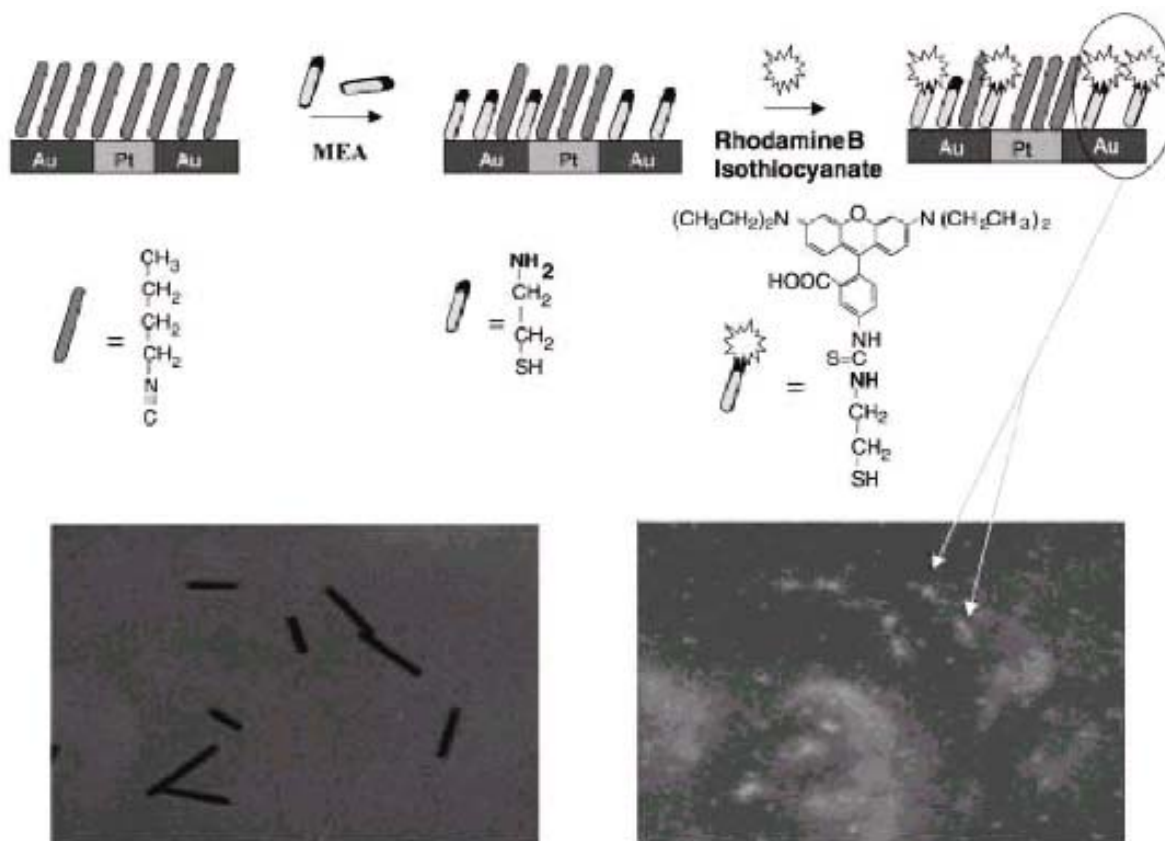 Au Pt Au
MEA
Au Pt Au
Rhodamine B
Isothiocyanate
Au Pt Au
= CH3
CH2
CH2
CH2
N
C
= NH2
CH2
CH2
SH
(CH3CH2)2N O N(CH2CH3)2
HOOC
NH
S=C
NH
=
CH2
CH2
SH